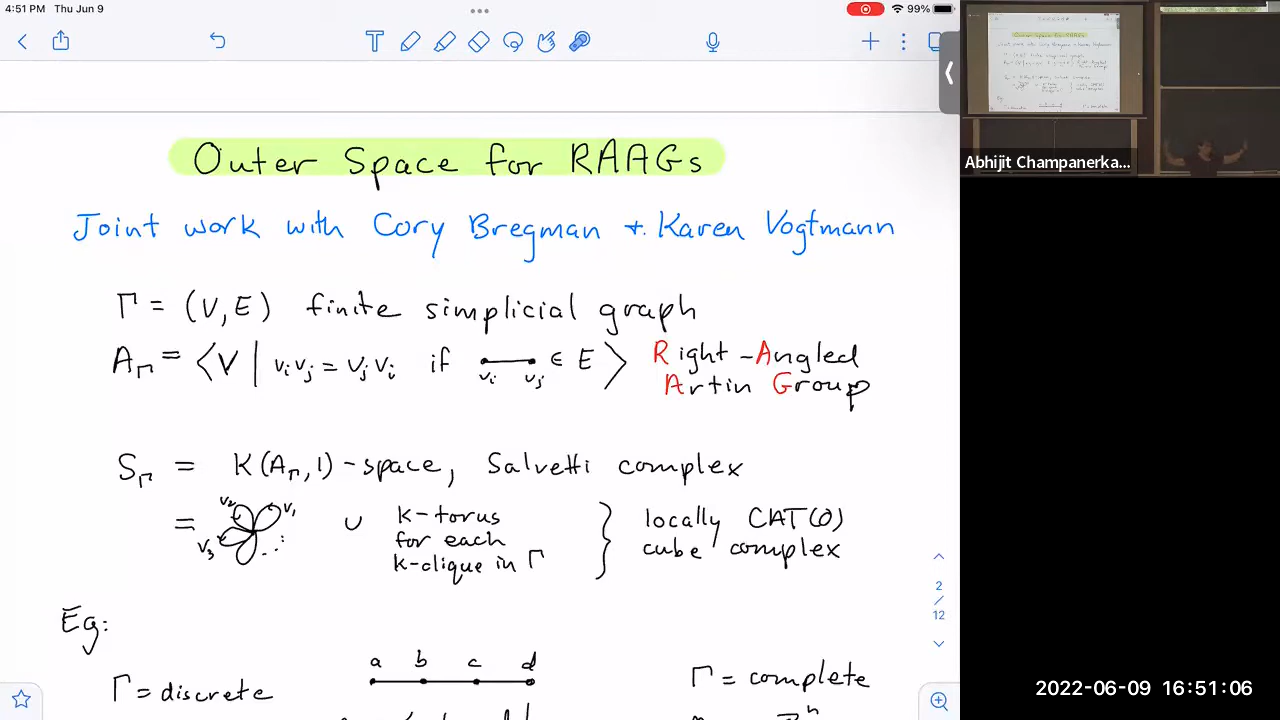 4:51 PM Thu Jun 9
99%
Outer Space for RAAGs
Joint work with Cory Bregman + Karen Vogtmann
Γ = (V, E) finite simplicial graph
A_Γ = ⟨V | v_i v_j = v_j v_i if v_i v_j ∈ E⟩ Right-Angled
Artin Group
S_Γ = K(A_Γ, 1)-space, Salvetti complex
= v_2 v_1 v_3 ∪ k-torus for each k-clique in Γ } locally CAT(0) cube complex
Eg:
a b c d
Γ = discrete
Γ = complete
2
/
12
Abhijit Champanerka...
2022-06-09 16:51:06